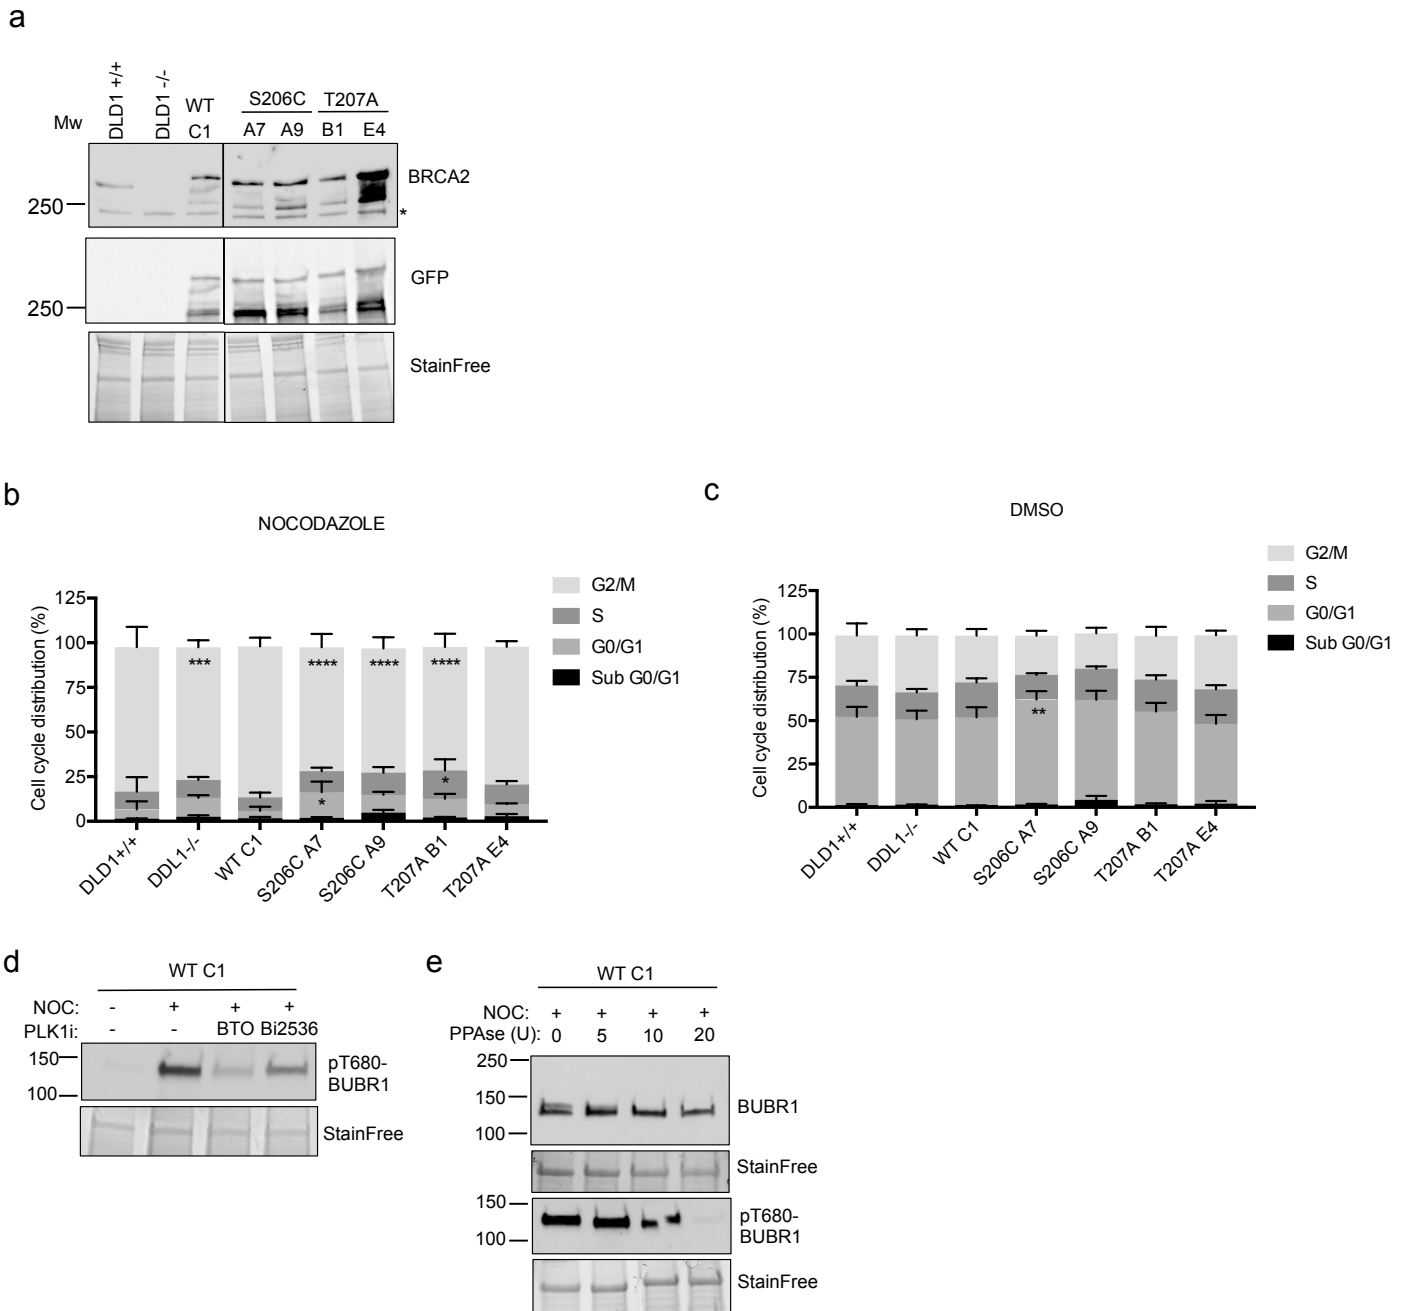 a
DLD1 +/+
DLD1 -/-
WT
C1
S206C
T207A
A7 A9 B1 E4
Mw
BRCA2
250
*
GFP
250
StainFree
b
NOCODAZOLE
Cell cycle distribution (%)
125
100
75
50
25
0
*** **** **** ****
*
*
DLD1+/+
DDL1-/-
WT C1
S206C A7
S206C A9
T207A B1
T207A E4
G2/M
S
G0/G1
Sub G0/G1
c
DMSO
Cell cycle distribution (%)
125
100
75
50
25
0
**
DLD1+/+
DDL1-/-
WT C1
S206C A7
S206C A9
T207A B1
T207A E4
G2/M
S
G0/G1
Sub G0/G1
d
WT C1
NOC: - + + +
PLK1i: - - BTO Bi2536
150
100
pT680-
BUBR1
StainFree
e
WT C1
NOC: + + + +
PPAse (U): 0 5 10 20
250
150
100
BUBR1
StainFree
150
100
pT680-
BUBR1
StainFree